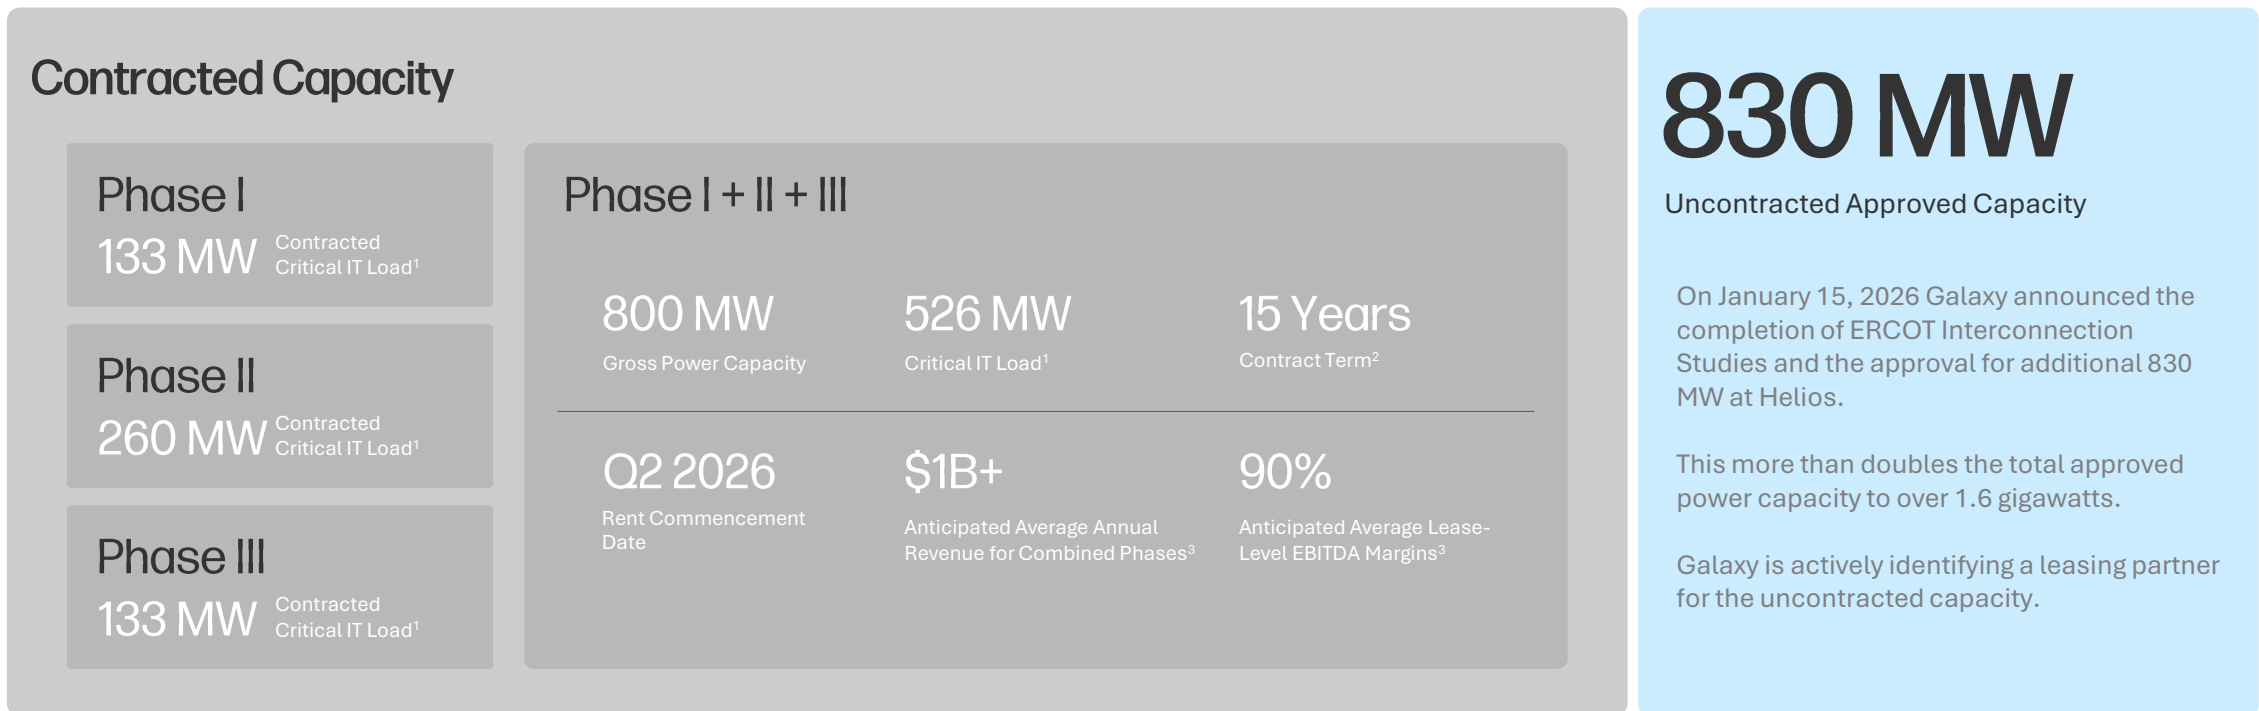 Contracted Capacity
Phase I
133 MW
Contracted
Critical IT Load¹
Phase II
260 MW
Contracted
Critical IT Load¹
Phase III
133 MW
Contracted
Critical IT Load¹
Phase I + II + III
800 MW
Gross Power Capacity
526 MW
Critical IT Load¹
15 Years
Contract Term²
Q2 2026
Rent Commencement
Date
$1B+
Anticipated Average Annual
Revenue for Combined Phases³
90%
Anticipated Average Lease-
Level EBITDA Margins³
830 MW
Uncontracted Approved Capacity
On January 15, 2026 Galaxy announced the
completion of ERCOT Interconnection
Studies and the approval for additional 830
MW at Helios.
This more than doubles the total approved
power capacity to over 1.6 gigawatts.
Galaxy is actively identifying a leasing partner
for the uncontracted capacity.